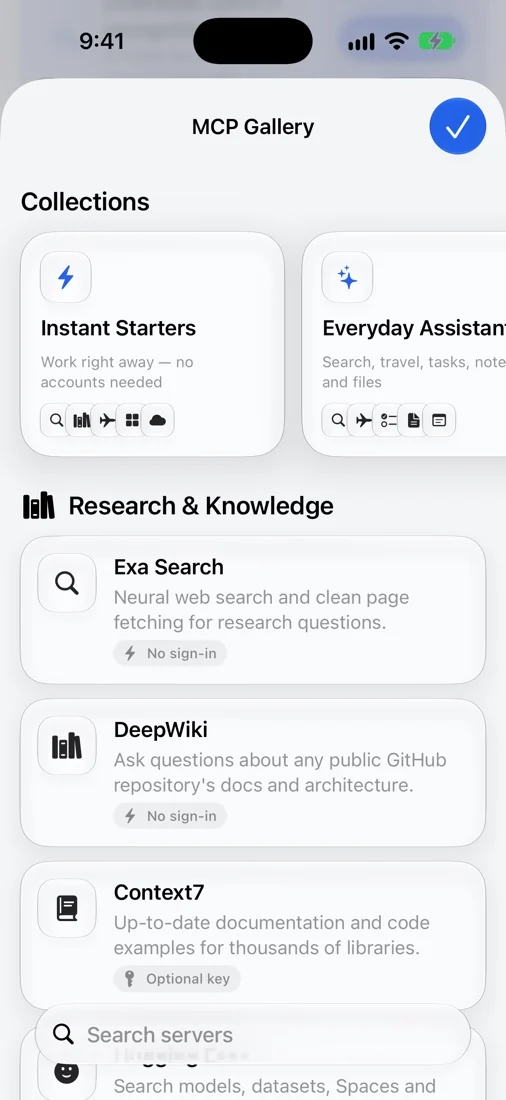 9:41
MCP Gallery
Collections
Instant Starters
Work right away — no
accounts needed
Everyday Assistan
Search, travel, tasks, note
and files
Research & Knowledge
Exa Search
Neural web search and clean page
fetching for research questions.
No sign-in
DeepWiki
Ask questions about any public GitHub
repository's docs and architecture.
No sign-in
Context7
Up-to-date documentation and code
examples for thousands of libraries.
Optional key
Search servers
Search models, datasets, Spaces and